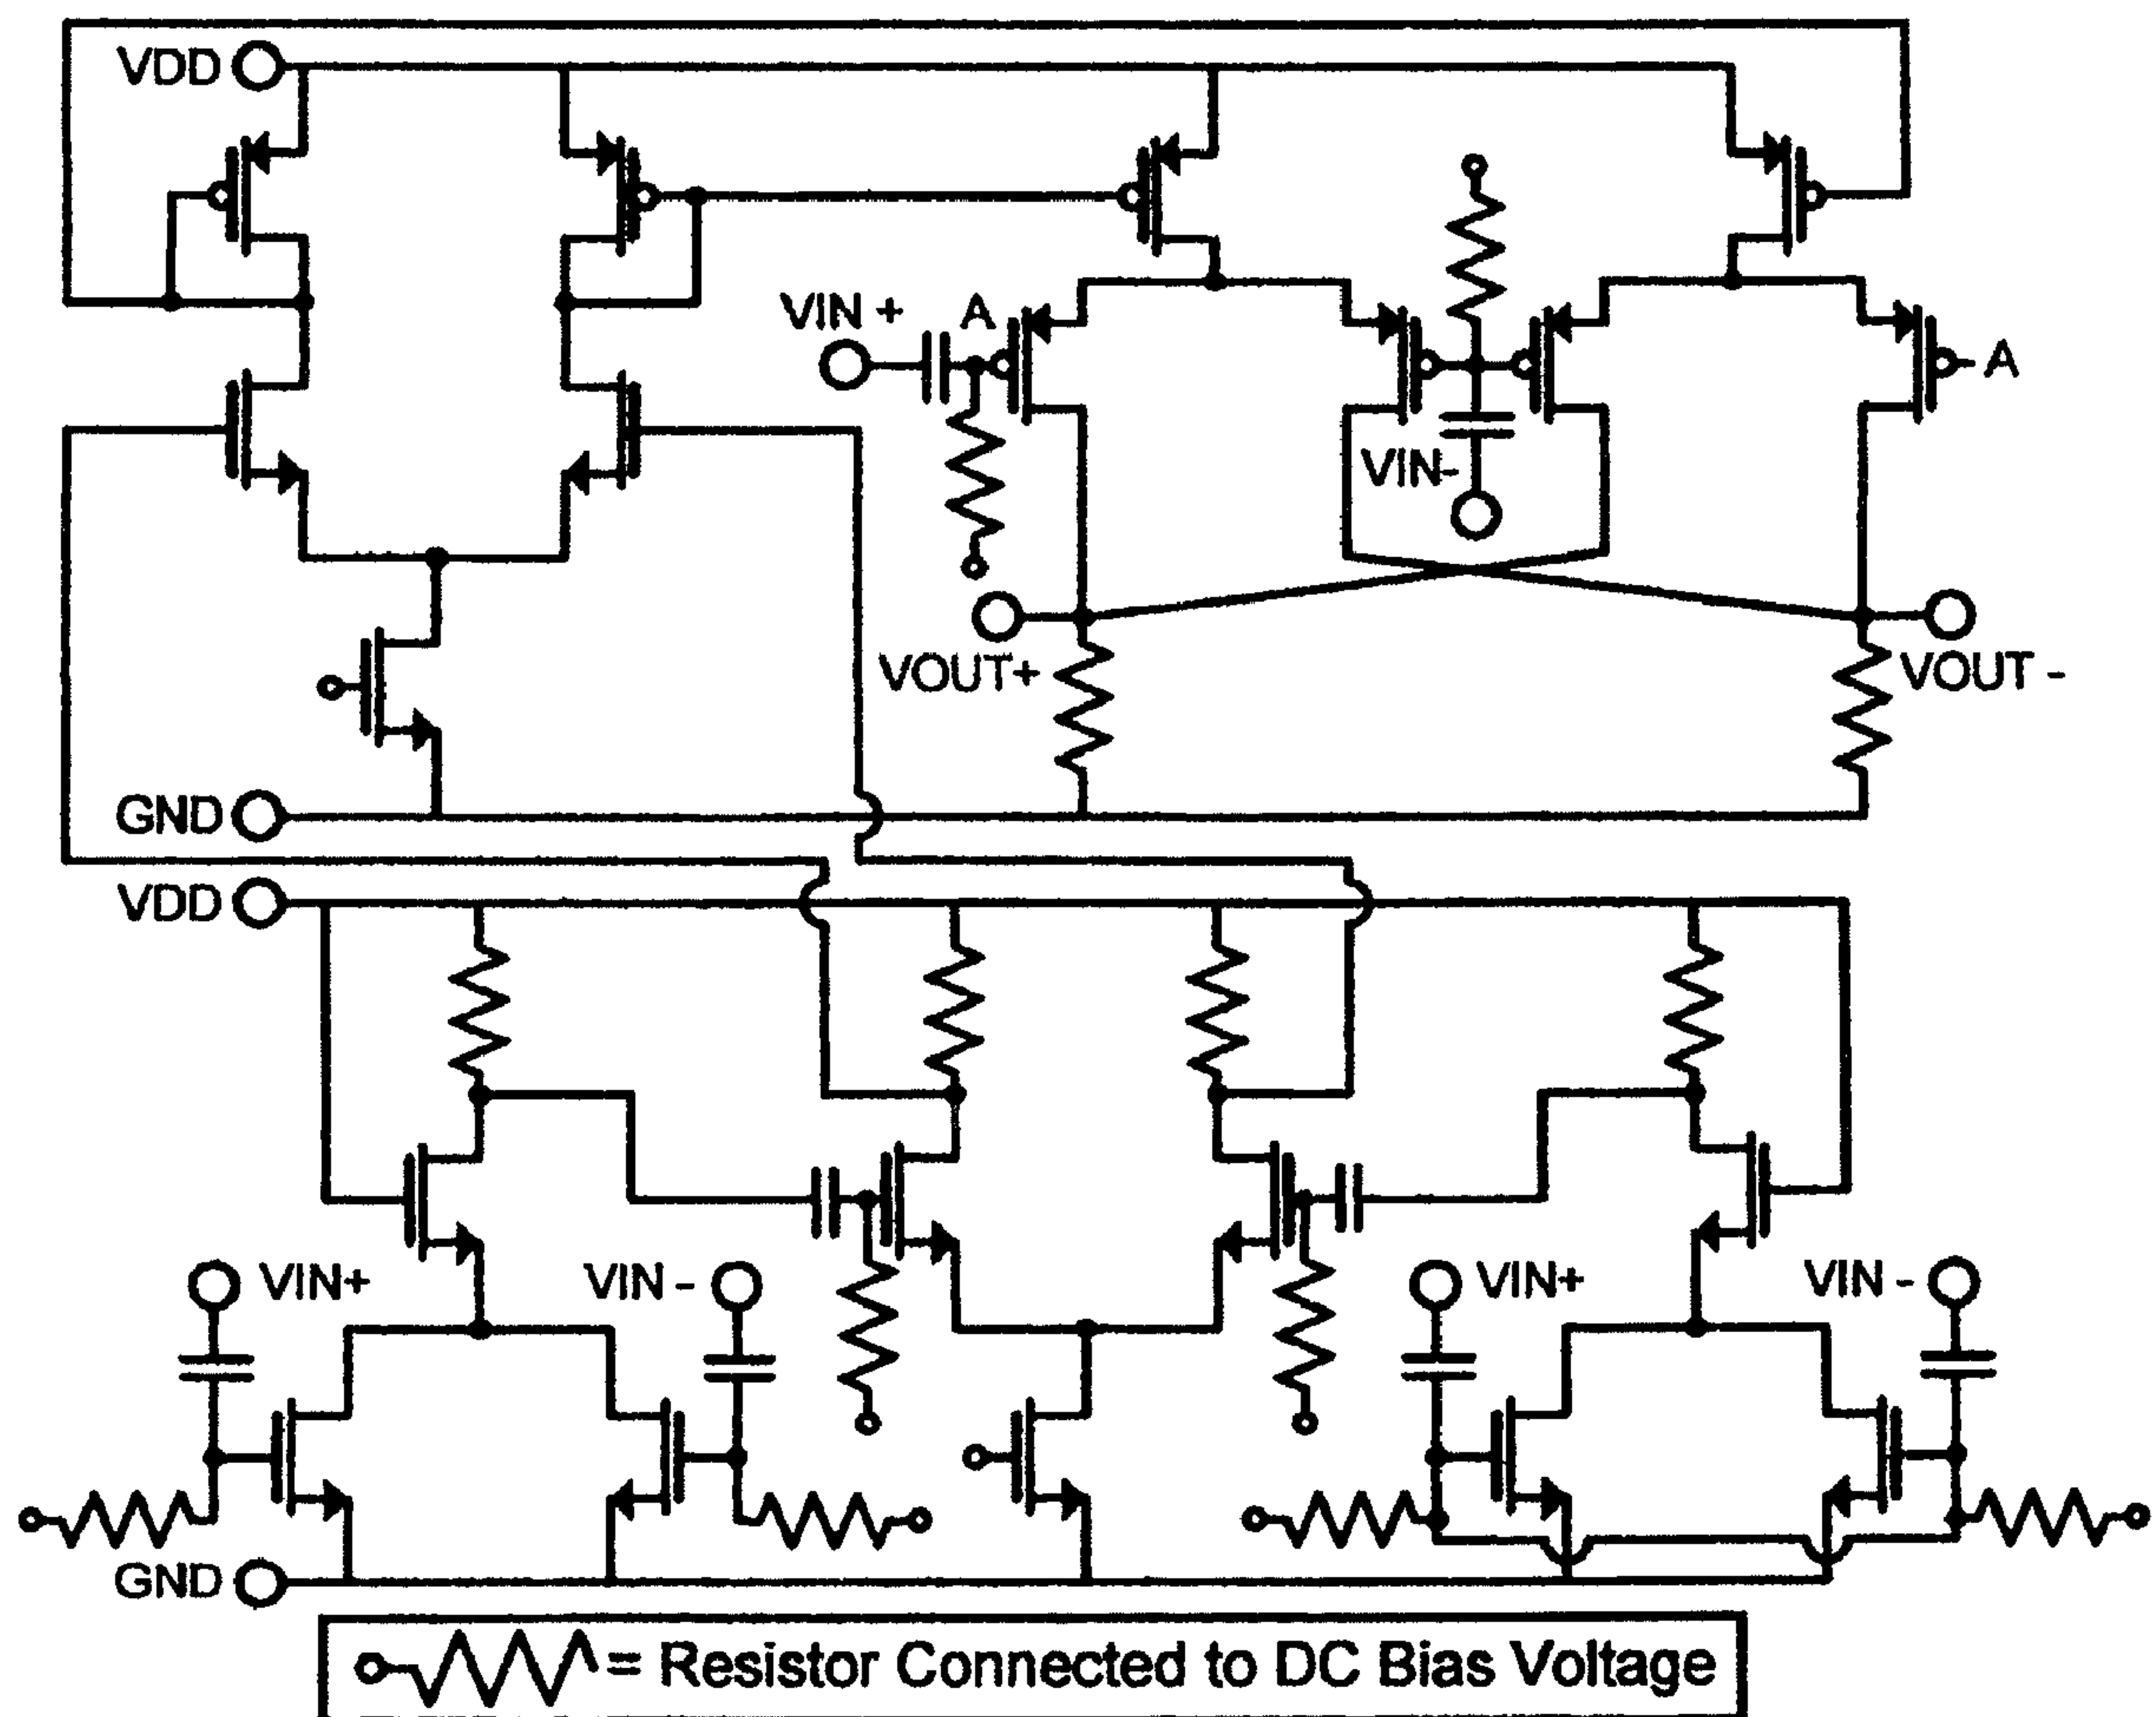 VDD
VIN +
A
A
VIN-
VOUT+
VOUT -
GND
VDD
VIN+
VIN -
VIN+
VIN -
GND
= Resistor Connected to DC Bias Voltage